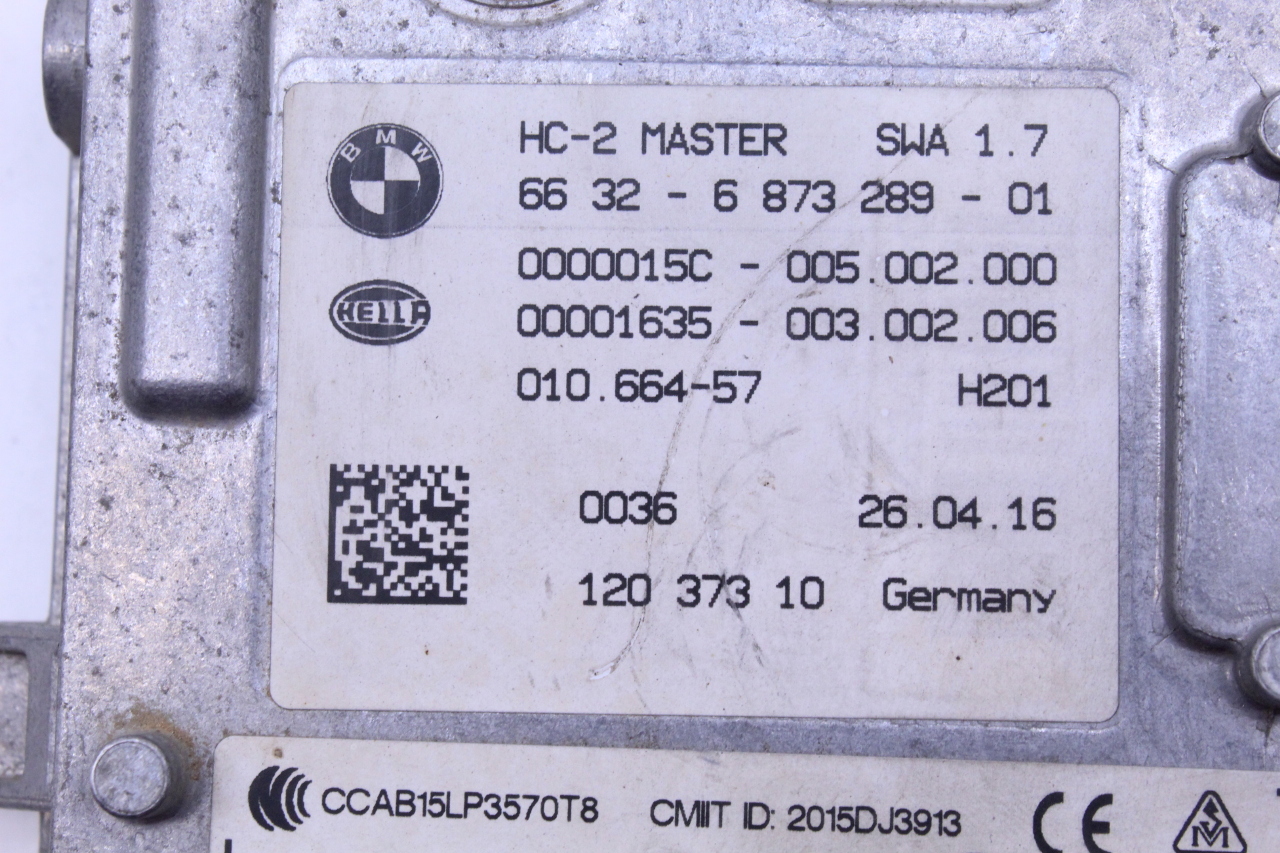 BMW
HC-2 MASTER SWA 1.7
66 32 - 6 873 289 - 01
0000015C - 005.002.000
HELLA
00001635 - 003.002.006
010.664-57 H201
0036 26.04.16
120 373 10 Germany
CCAB15LP3570T8 CMIIT ID: 2015DJ3913 CE